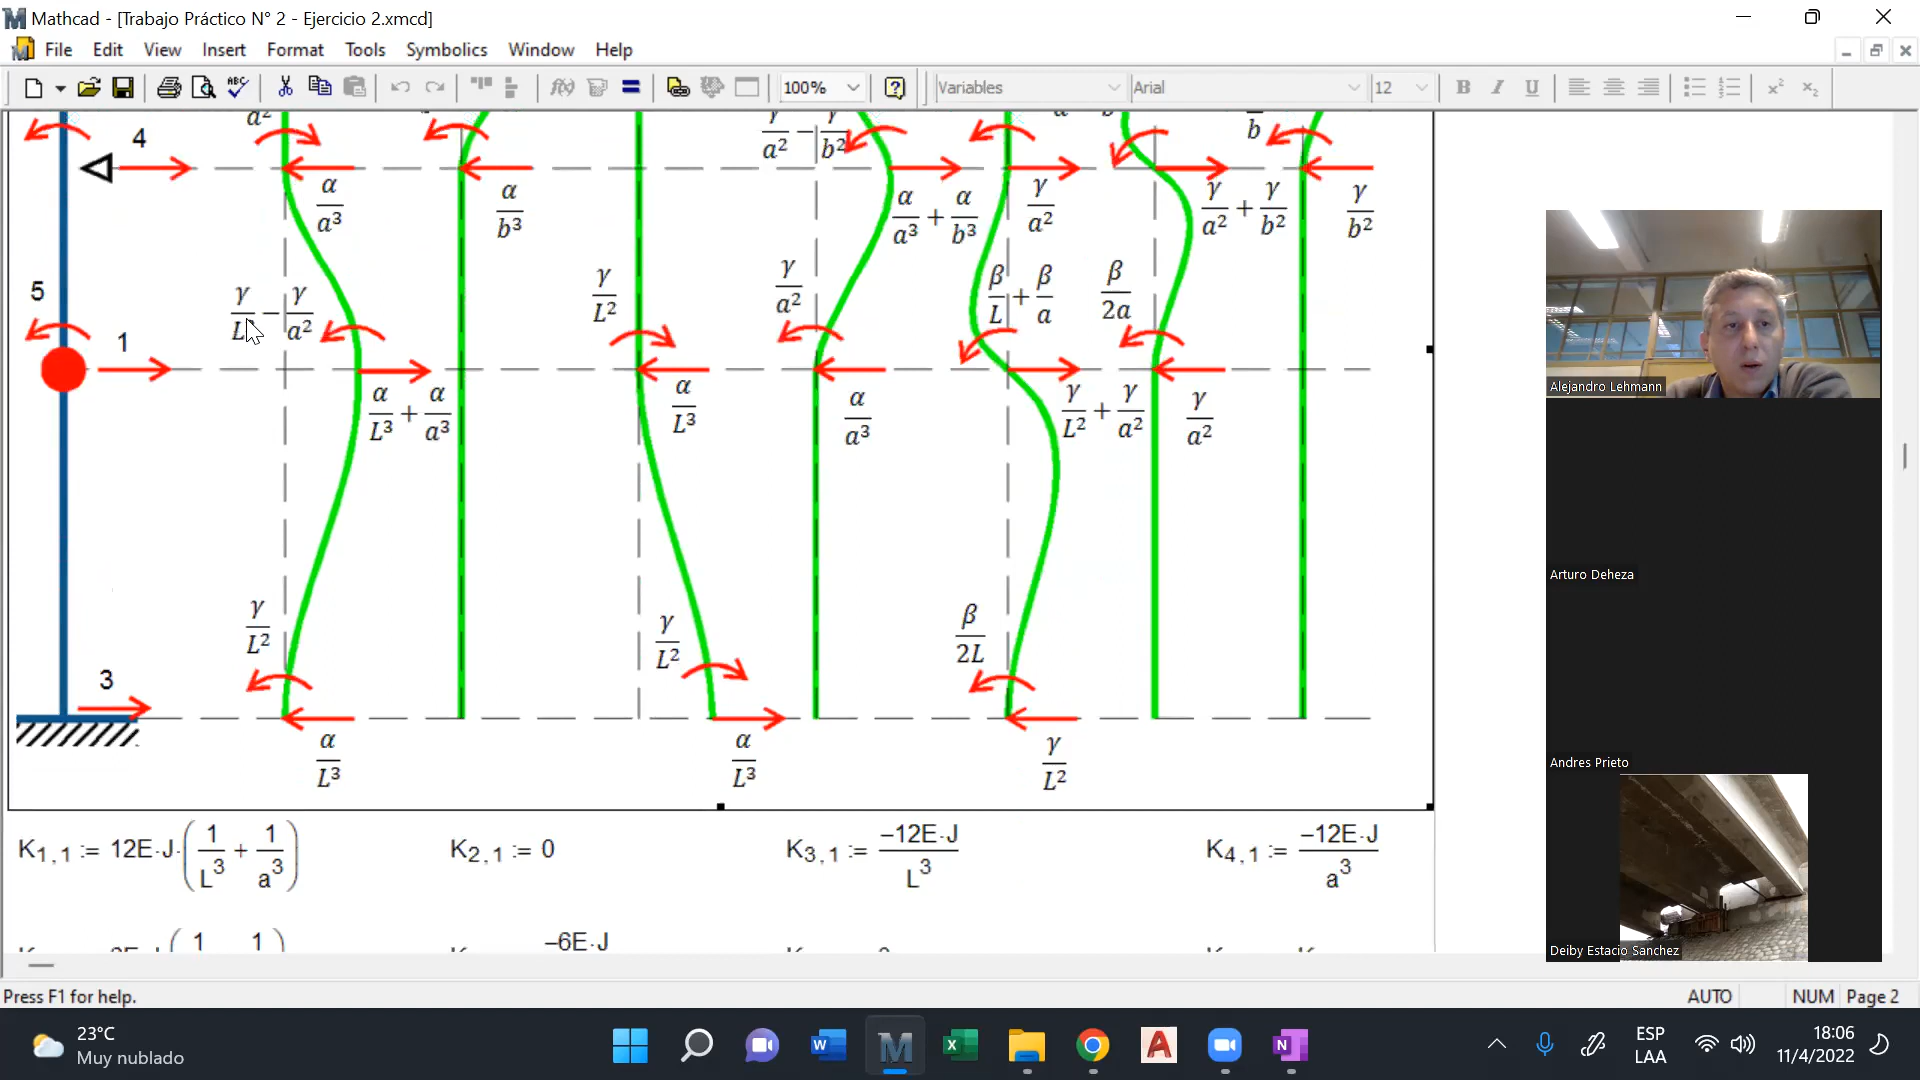 Mathcad - [Trabajo Práctico N° 2 - Ejercicio 2.xmcd]
File Edit View Insert Format Tools Symbolics Window Help
100% Variables Arial 12 B I U
4
5
1
3
a²
γ/a² − γ/b²
b
α/a³
α/b³
α/a³ + α/b³
γ/a²
γ/a² + γ/b²
γ/b²
γ/L² − γ/a²
γ/L²
γ/a²
β/L + β/a
β/2a
α/L³ + α/a³
α/L³
α/a³
γ/L² + γ/a²
γ/a²
γ/L²
γ/L²
β/2L
α/L³
α/L³
γ/L²
K1,1 := 12E·J·(1/L³ + 1/a³)
K2,1 := 0
K3,1 := −12E·J/L³
K4,1 := −12E·J/a³
−6E·J
Alejandro Lehmann
Arturo Deheza
Andres Prieto
Deiby Estacio Sanchez
Press F1 for help.
AUTO NUM Page 2
23°C
Muy nublado
ESP
LAA
18:06
11/4/2022